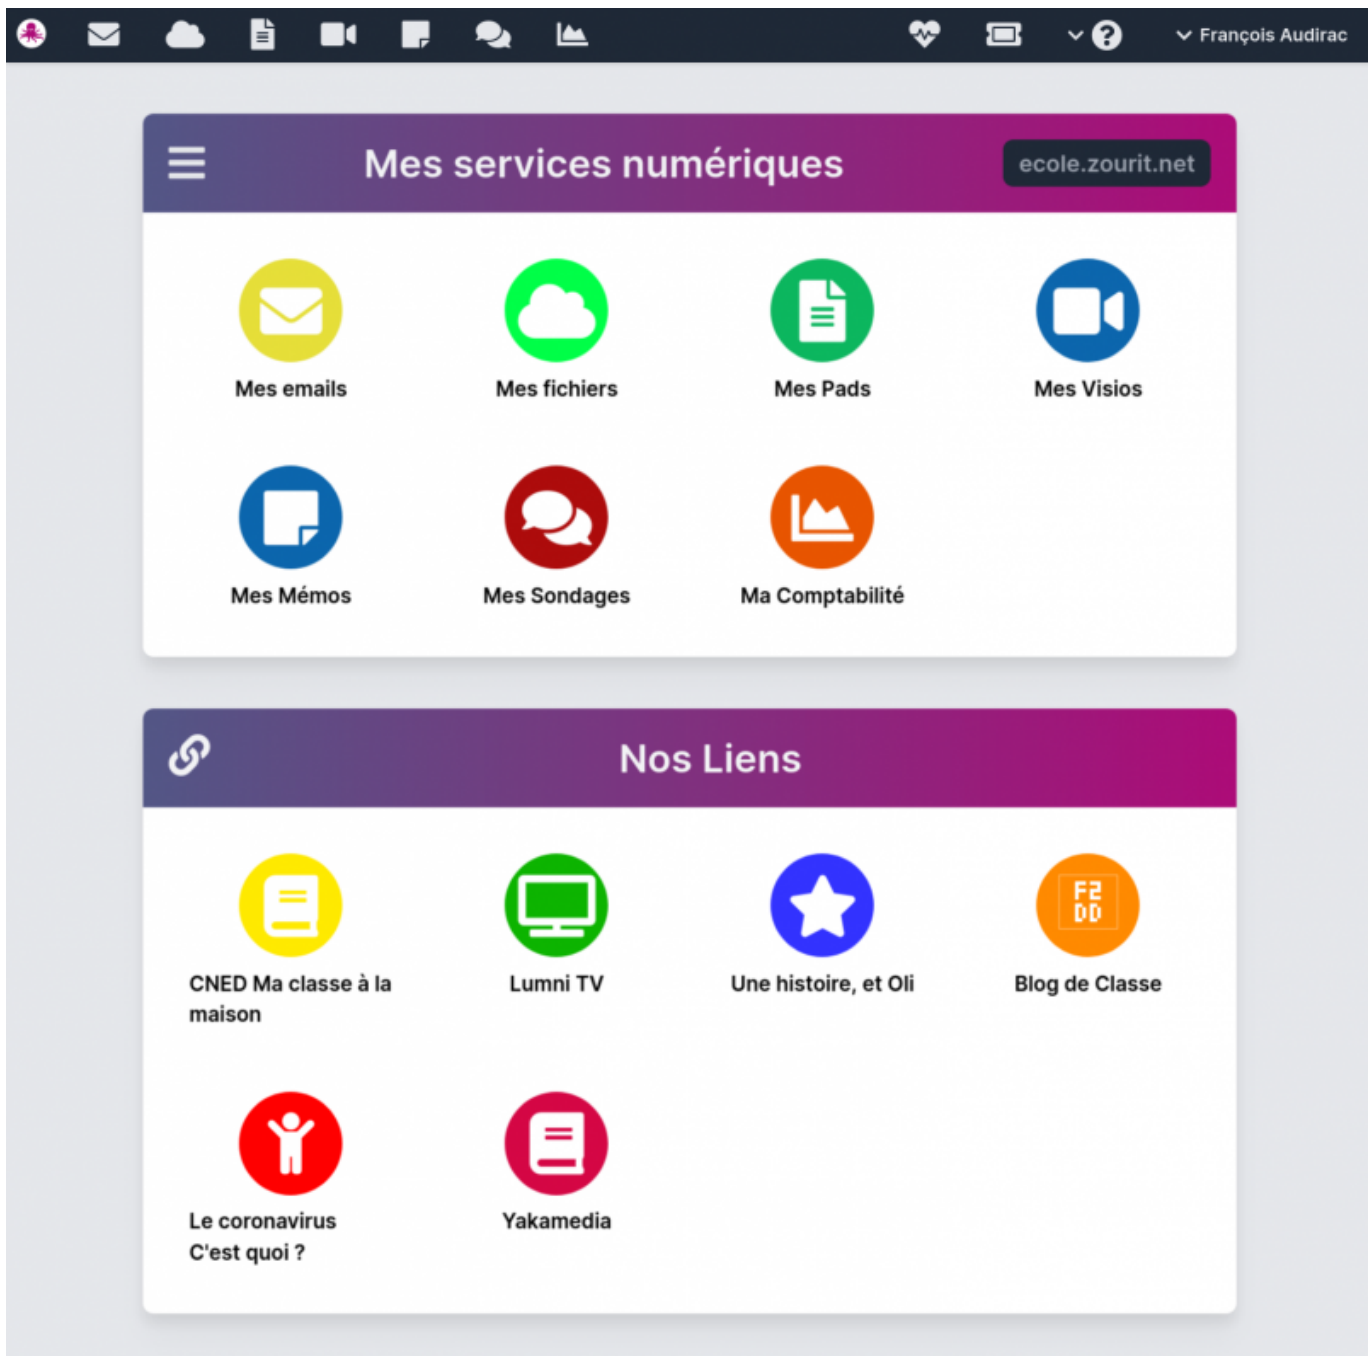 François Audirac
Mes services numériques
ecole.zourit.net
Mes emails
Mes fichiers
Mes Pads
Mes Visios
Mes Mémos
Mes Sondages
Ma Comptabilité
Nos Liens
F2
DD
CNED Ma classe à la
maison
Lumni TV
Une histoire, et Oli
Blog de Classe
Le coronavirus
C'est quoi ?
Yakamedia